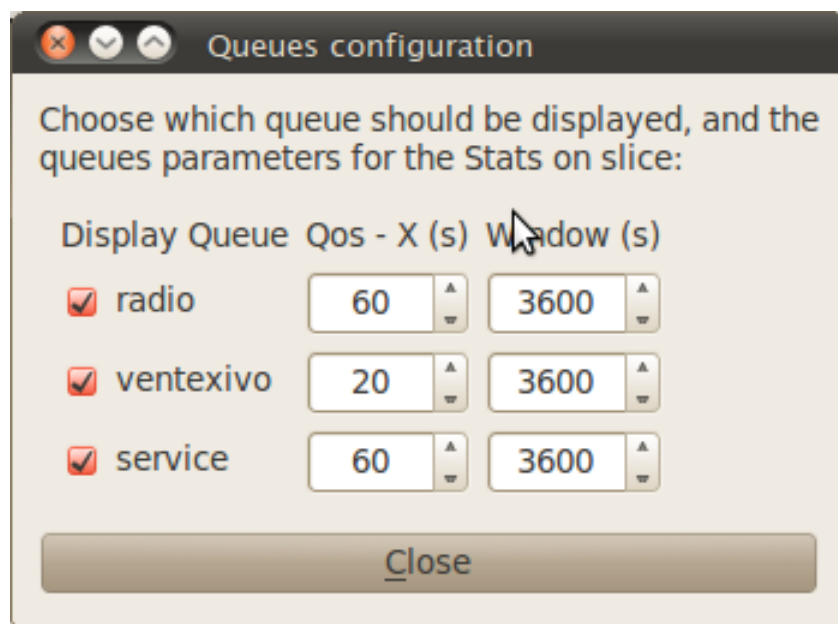 Queues configuration
Choose which queue should be displayed, and the
queues parameters for the Stats on slice:
Display Queue Qos - X (s) Window (s)
radio 60 3600
ventexivo 20 3600
service 60 3600
Close